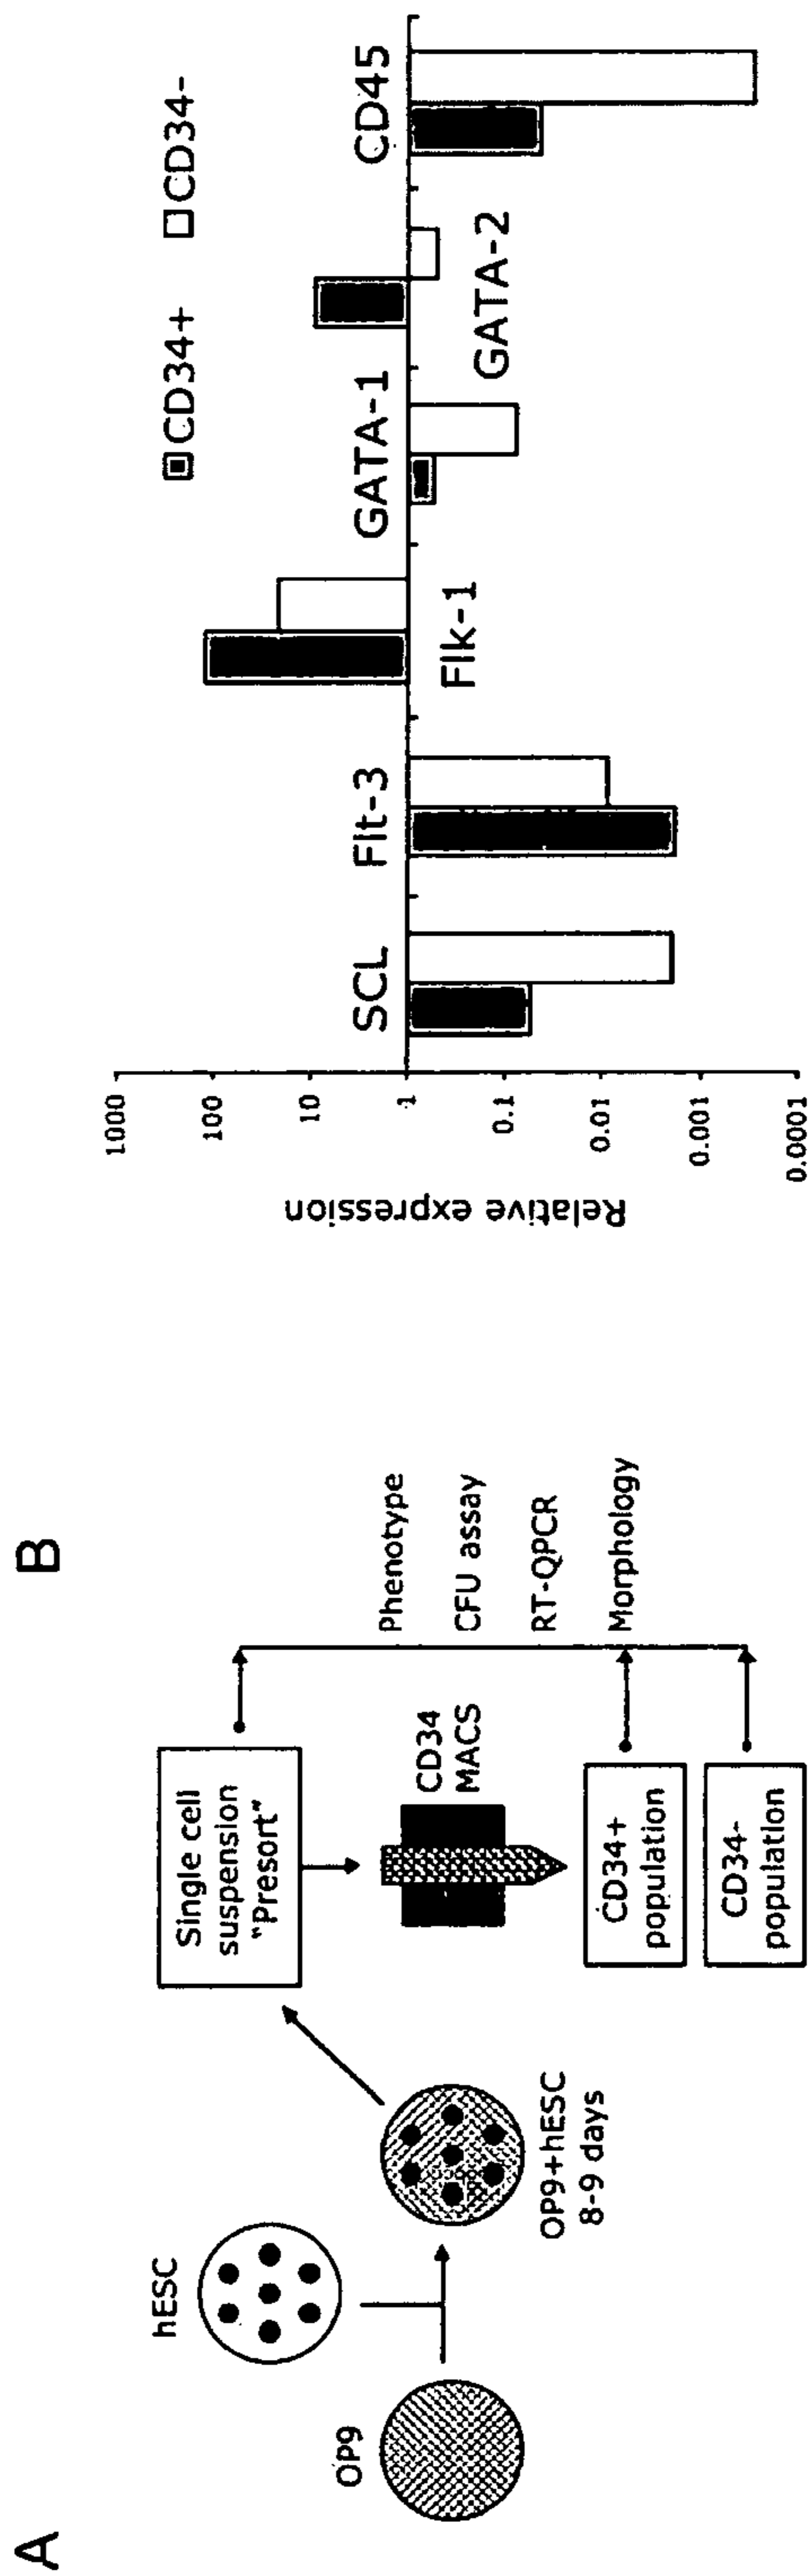 A
OP9
hESC
OP9+hESC
8-9 days
Single cell
suspension
"Presort"
CD34
MACS
CD34+
population
CD34-
population
Phenotype
CFU assay
RT-QPCR
Morphology
B
Relative expression
1000
100
10
1
0.1
0.01
0.001
0.0001
CD34+
CD34-
SCL
Flt-3
Flk-1
GATA-1
GATA-2
CD45